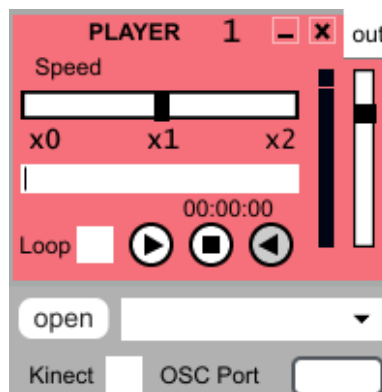 PLAYER 1 out
Speed
x0 x1 x2
00:00:00
Loop
open
Kinect OSC Port